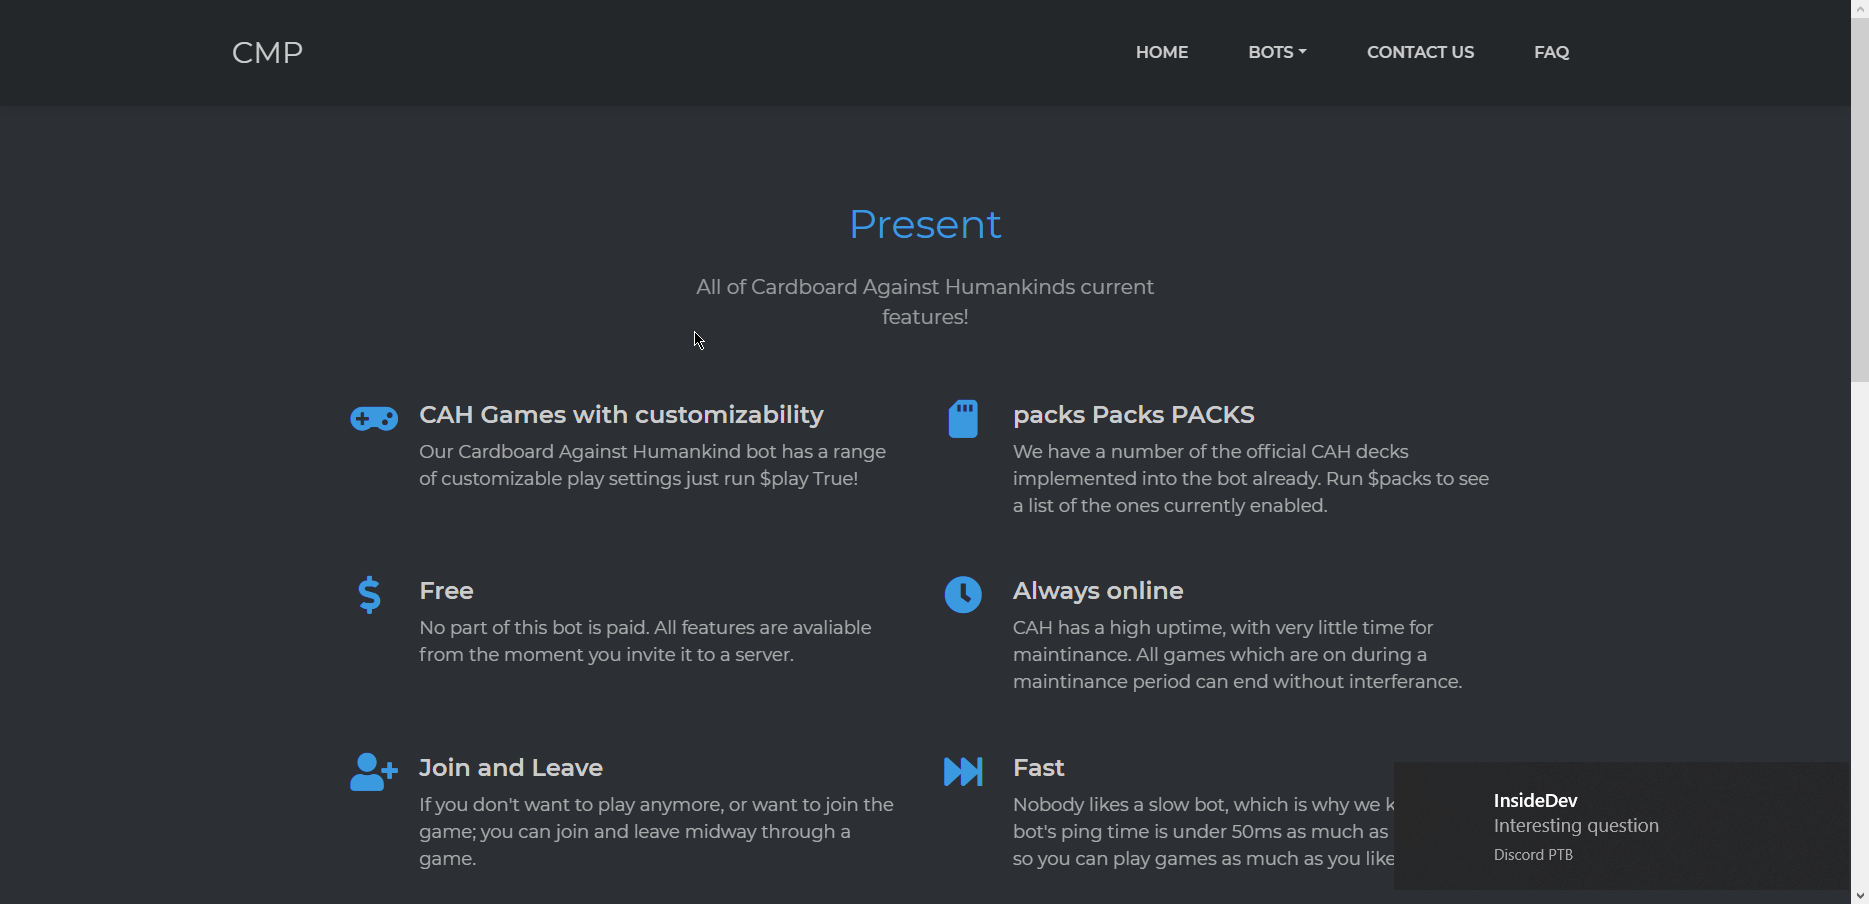 CMP
HOME
BOTS
CONTACT US
FAQ
Present
All of Cardboard Against Humankinds current
features!
CAH Games with customizability
Our Cardboard Against Humankind bot has a range
of customizable play settings just run $play True!
packs Packs PACKS
We have a number of the official CAH decks
implemented into the bot already. Run $packs to see
a list of the ones currently enabled.
Free
No part of this bot is paid. All features are avaliable
from the moment you invite it to a server.
Always online
CAH has a high uptime, with very little time for
maintinance. All games which are on during a
maintinance period can end without interferance.
Join and Leave
If you don't want to play anymore, or want to join the
game; you can join and leave midway through a
game.
Fast
Nobody likes a slow bot, which is why we k
bot's ping time is under 50ms as much as
so you can play games as much as you like
InsideDev
Interesting question
Discord PTB